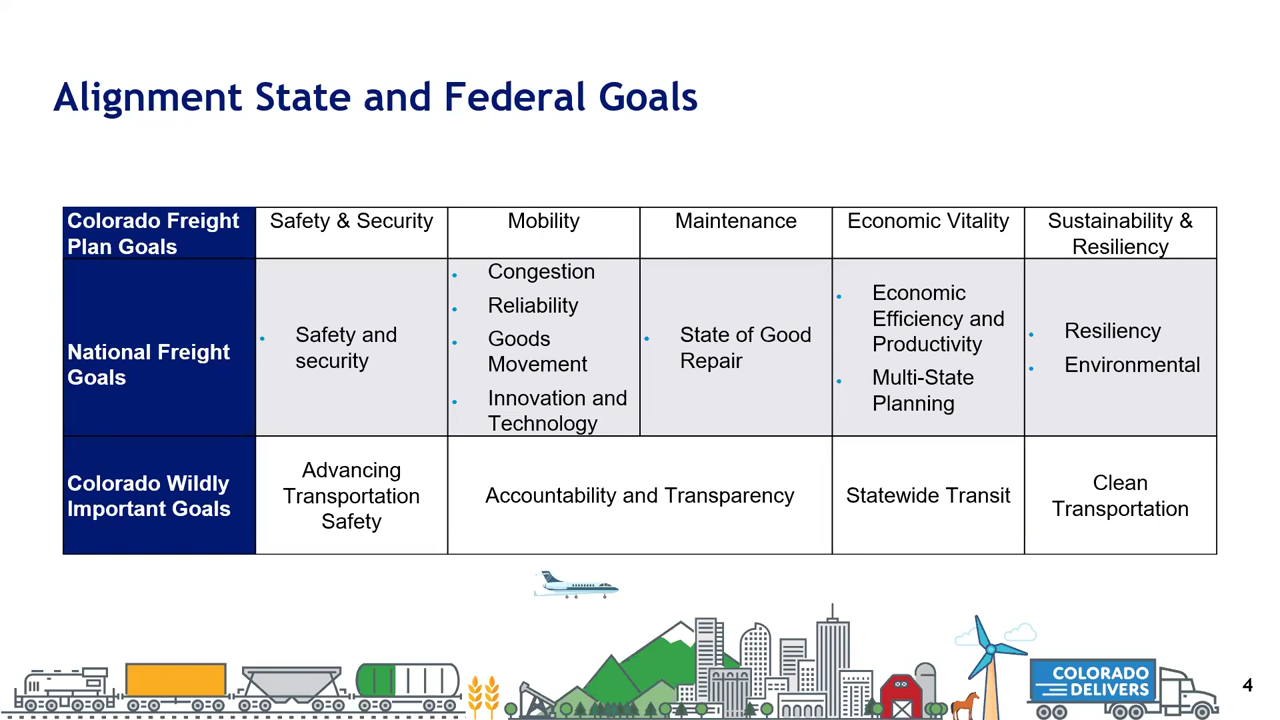 Alignment State and Federal Goals
Colorado Freight
Plan Goals
Safety & Security
Mobility
Maintenance
Economic Vitality
Sustainability &
Resiliency
National Freight
Goals
• Safety and
security
• Congestion
• Reliability
• Goods
Movement
• Innovation and
Technology
• State of Good
Repair
• Economic
Efficiency and
Productivity
• Multi-State
Planning
• Resiliency
• Environmental
Colorado Wildly
Important Goals
Advancing
Transportation
Safety
Accountability and Transparency
Statewide Transit
Clean
Transportation
COLORADO
DELIVERS
4